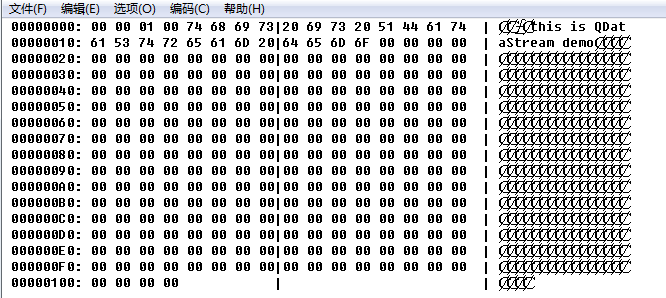 文件(F) 编辑(E) 选项(O) 编码(C) 帮助(H)
00000000: 00 00 01 00 74 68 69 73|20 69 73 20 51 44 61 74 | this is QDat
00000010: 61 53 74 72 65 61 6D 20|64 65 6D 6F 00 00 00 00 | aStream demo
00000020: 00 00 00 00 00 00 00 00|00 00 00 00 00 00 00 00 |
00000030: 00 00 00 00 00 00 00 00|00 00 00 00 00 00 00 00 |
00000040: 00 00 00 00 00 00 00 00|00 00 00 00 00 00 00 00 |
00000050: 00 00 00 00 00 00 00 00|00 00 00 00 00 00 00 00 |
00000060: 00 00 00 00 00 00 00 00|00 00 00 00 00 00 00 00 |
00000070: 00 00 00 00 00 00 00 00|00 00 00 00 00 00 00 00 |
00000080: 00 00 00 00 00 00 00 00|00 00 00 00 00 00 00 00 |
00000090: 00 00 00 00 00 00 00 00|00 00 00 00 00 00 00 00 |
000000A0: 00 00 00 00 00 00 00 00|00 00 00 00 00 00 00 00 |
000000B0: 00 00 00 00 00 00 00 00|00 00 00 00 00 00 00 00 |
000000C0: 00 00 00 00 00 00 00 00|00 00 00 00 00 00 00 00 |
000000D0: 00 00 00 00 00 00 00 00|00 00 00 00 00 00 00 00 |
000000E0: 00 00 00 00 00 00 00 00|00 00 00 00 00 00 00 00 |
000000F0: 00 00 00 00 00 00 00 00|00 00 00 00 00 00 00 00 |
00000100: 00 00 00 00 | |